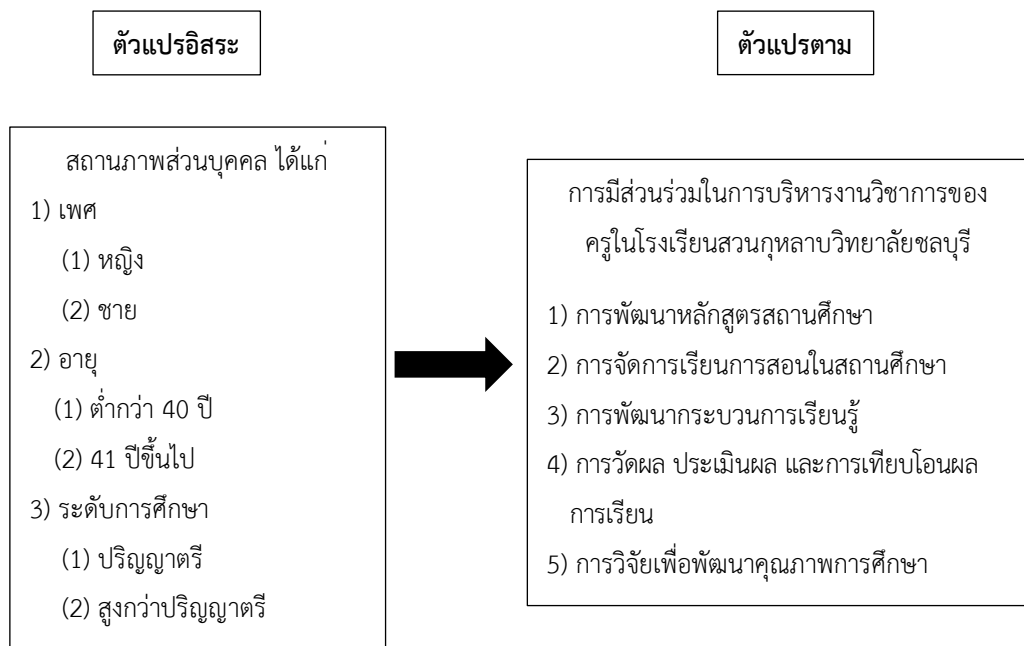 ตัวแปรอิสระ
ตัวแปรตาม
สถานภาพส่วนบุคคล ได้แก่
1) เพศ
(1) หญิง
(2) ชาย
2) อายุ
(1) ต่ำกว่า 40 ปี
(2) 41 ปีขึ้นไป
3) ระดับการศึกษา
(1) ปริญญาตรี
(2) สูงกว่าปริญญาตรี
การมีส่วนร่วมในการบริหารงานวิชาการของ
ครูในโรงเรียนสวนกุหลาบวิทยาลัยชลบุรี
1) การพัฒนาหลักสูตรสถานศึกษา
2) การจัดการเรียนการสอนในสถานศึกษา
3) การพัฒนากระบวนการเรียนรู้
4) การวัดผล ประเมินผล และการเทียบโอนผล
การเรียน
5) การวิจัยเพื่อพัฒนาคุณภาพการศึกษา